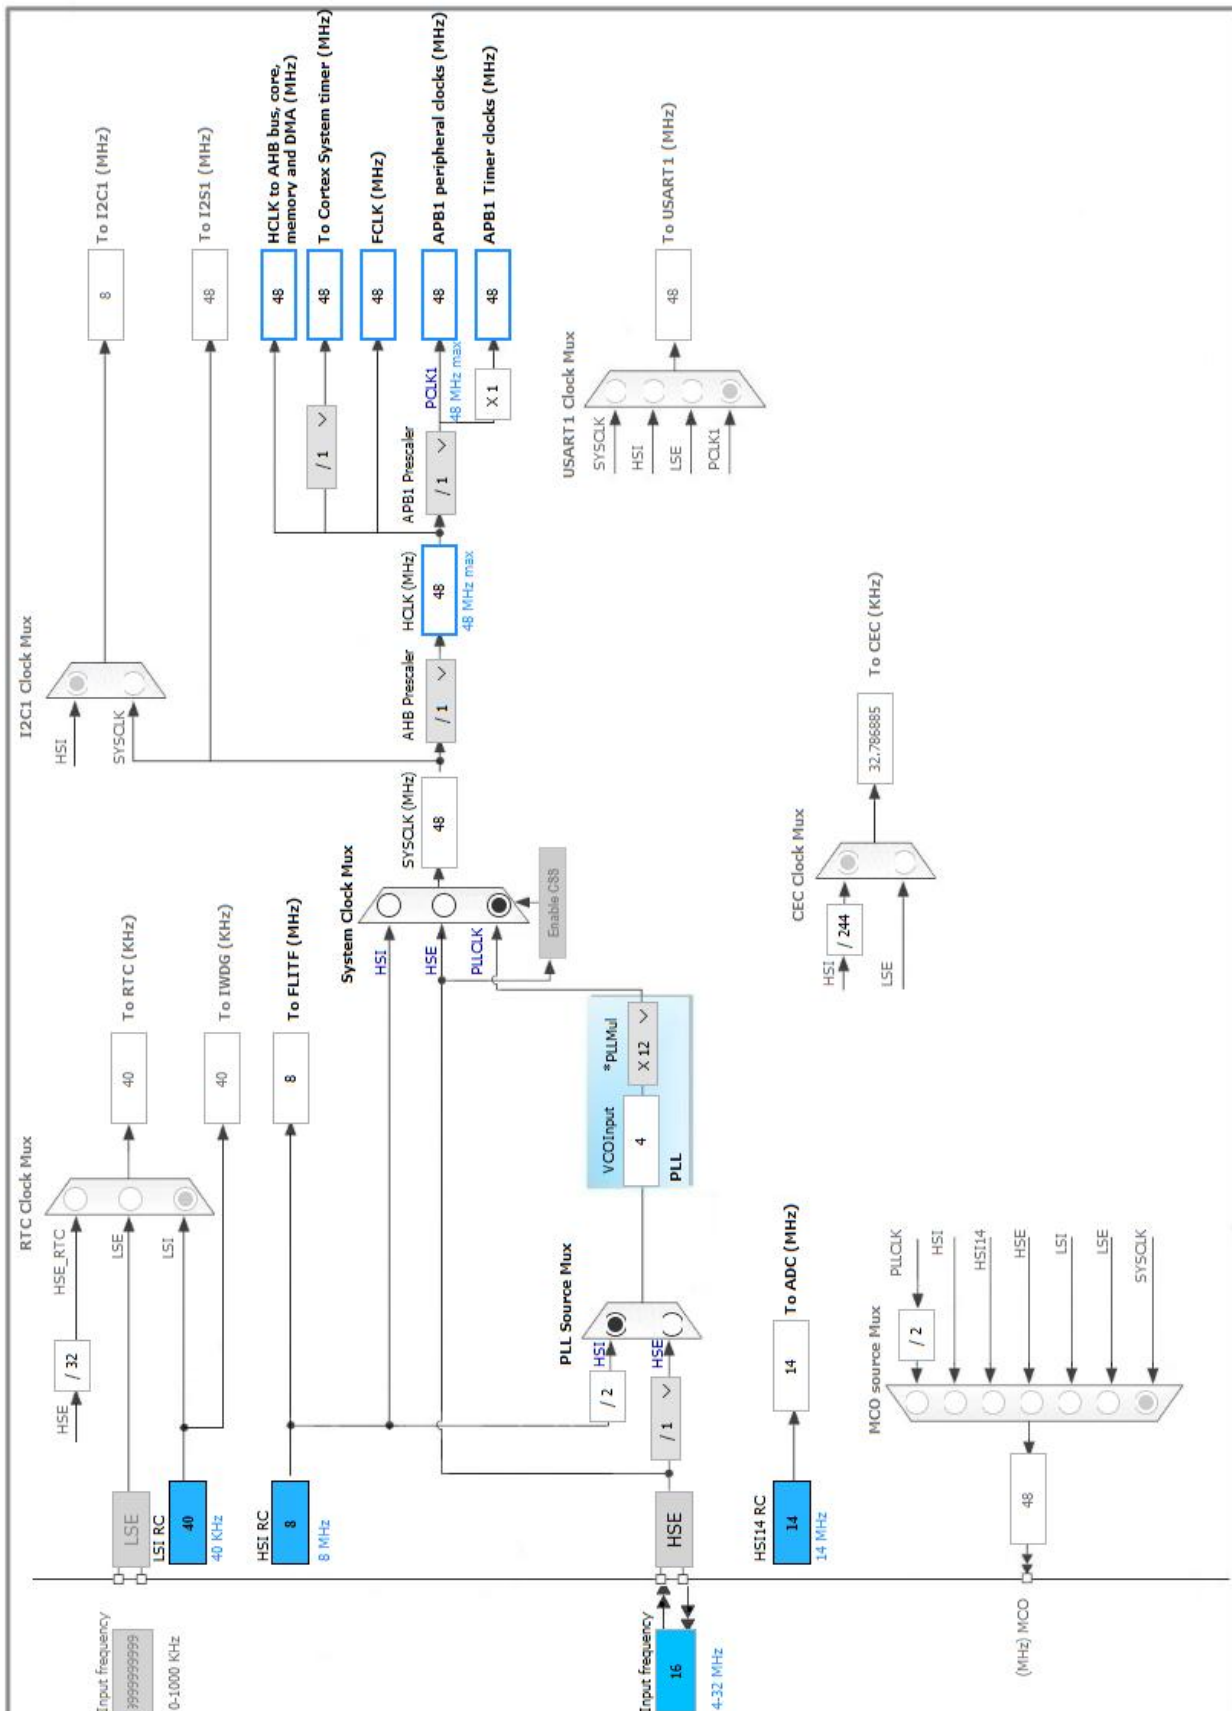 Input frequency
99999999999
0-1000 KHz
LSE
HSE
/ 32
HSE_RTC
LSE
LSI
RTC Clock Mux
40
To RTC (KHz)
LSI RC
40
40 KHz
40
To IWDG (KHz)
HSI RC
8
8 MHz
8
To FLITF (MHz)
I2C1 Clock Mux
HSI
SYSCLK
8
To I2C1 (MHz)
48
To I2S1 (MHz)
System Clock Mux
HSI
HSE
PLLCLK
Enable CSS
SYSCLK (MHz)
48
AHB Prescaler
/ 1
HCLK (MHz)
48
48 MHz max
48
HCLK to AHB bus, core,
memory and DMA (MHz)
/ 1
48
To Cortex System timer (MHz)
48
FCLK (MHz)
APB1 Prescaler
/ 1
PCLK1
48 MHz max
48
APB1 peripheral clocks (MHz)
X 1
48
APB1 Timer clocks (MHz)
PLL Source Mux
HSI
/ 2
HSE
/ 1
VCOInput
4
*PLLMul
X 12
PLL
Input frequency
16
4-32 MHz
HSE
USART1 Clock Mux
SYSCLK
HSI
LSE
PCLK1
48
To USART1 (MHz)
HSI14 RC
14
14 MHz
14
To ADC (MHz)
CEC Clock Mux
HSI
/ 244
LSE
32.786885
To CEC (KHz)
MCO source Mux
PLLCLK
/ 2
HSI
HSI14
HSE
LSI
LSE
SYSCLK
48
(MHz) MCO